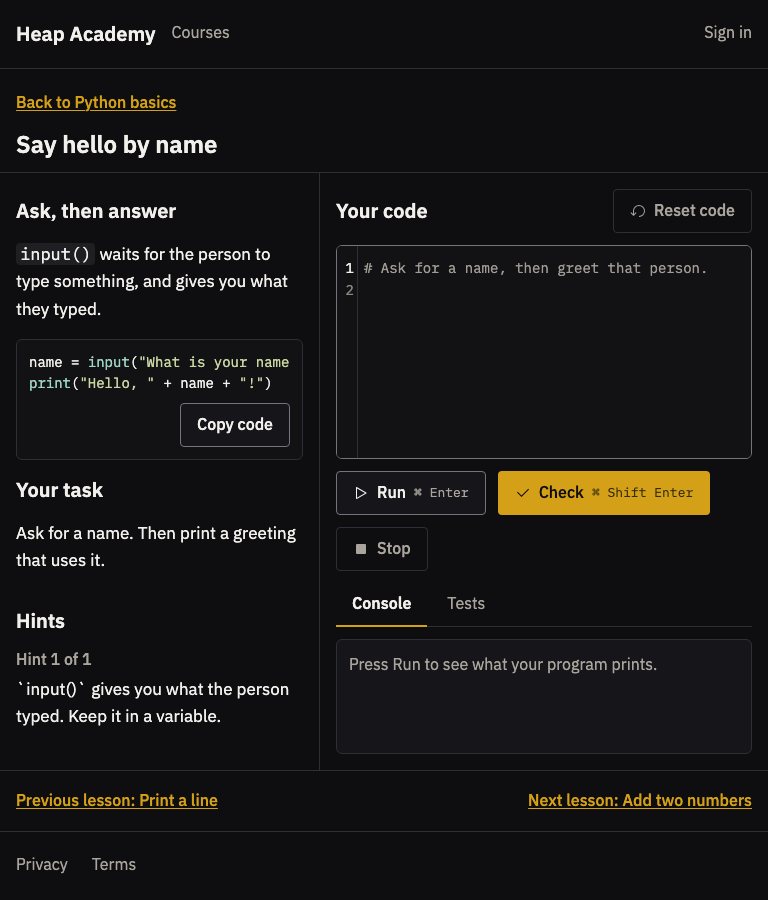 Heap Academy Courses Sign in
Back to Python basics
Say hello by name
Ask, then answer
input() waits for the person to
type something, and gives you what
they typed.
name = input("What is your name
print("Hello, " + name + "!")
Copy code
Your task
Ask for a name. Then print a greeting
that uses it.
Hints
Hint 1 of 1
`input()` gives you what the person
typed. Keep it in a variable.
Your code
Reset code
1 # Ask for a name, then greet that person.
2
Run ⌘ Enter
Check ⌘ Shift Enter
Stop
Console Tests
Press Run to see what your program prints.
Previous lesson: Print a line
Next lesson: Add two numbers
Privacy Terms